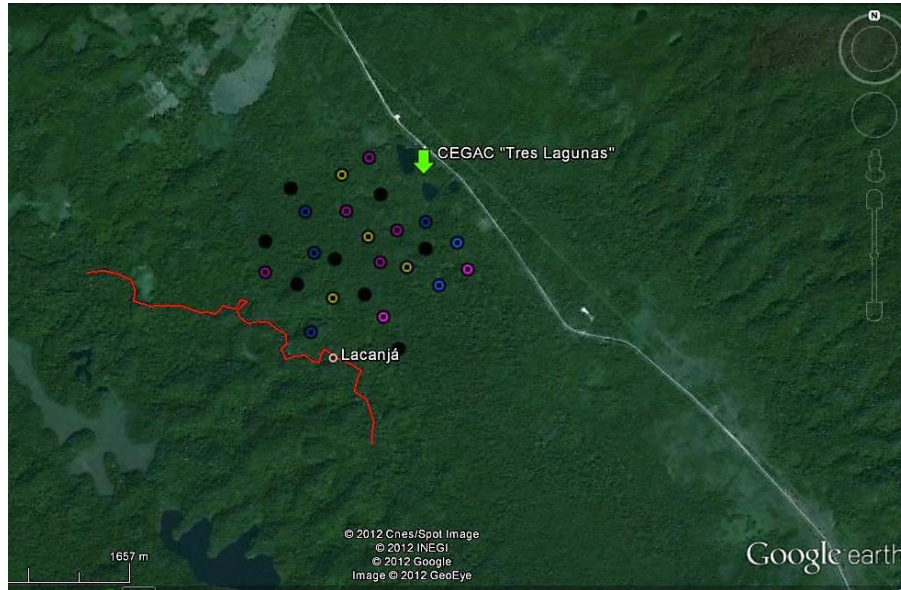 N
CEGAC "Tres Lagunas"
Lacanjá
1657 m
© 2012 Cnes/Spot Image
© 2012 INEGI
© 2012 Google
Image © 2012 GeoEye
Google earth